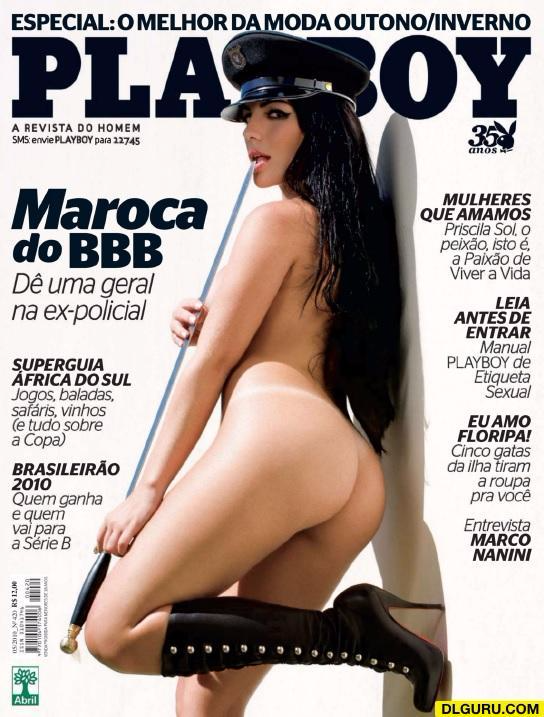 ESPECIAL: O MELHOR DA MODA OUTONO/INVERNO
PLAYBOY
A REVISTA DO HOMEM
SMS: envie PLAYBOY para 22745
35
anos
Maroca
do BBB
Dê uma geral
na ex-policial
SUPERGUIA
ÁFRICA DO SUL
Jogos, baladas,
safáris, vinhos
(e tudo sobre
a Copa)
BRASILEIRÃO
2010
Quem ganha
e quem
vai para
a Série B
MULHERES
QUE AMAMOS
Priscila Sol, o
peixão, isto é,
a Paixão de
Viver a Vida
LEIA
ANTES DE
ENTRAR
Manual
PLAYBOY de
Etiqueta
Sexual
EU AMO
FLORIPA!
Cinco gatas
da ilha tiram
a roupa
pra você
Entrevista
MARCO
NANINI
05/2010 Nº 420 R$ 12,00
Abril
DLGURU.COM